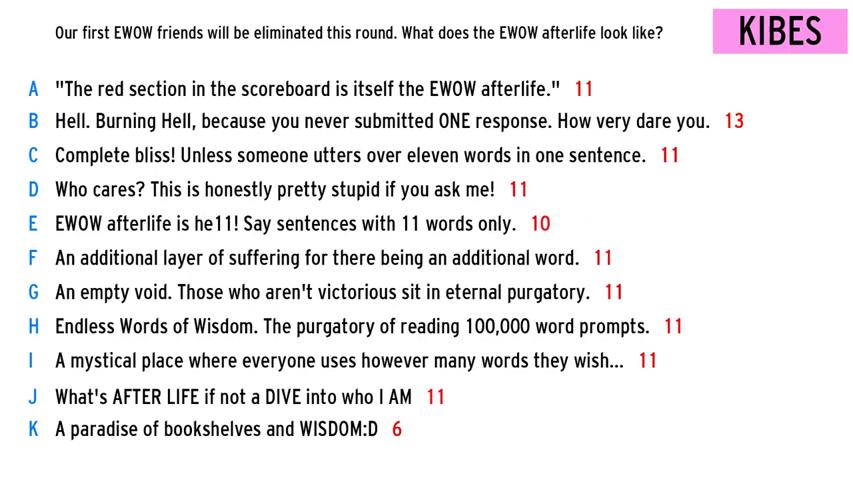 Our first EWOW friends will be eliminated this round. What does the EWOW afterlife look like?
KIBES
A "The red section in the scoreboard is itself the EWOW afterlife." 11
B Hell. Burning Hell, because you never submitted ONE response. How very dare you. 13
C Complete bliss! Unless someone utters over eleven words in one sentence. 11
D Who cares? This is honestly pretty stupid if you ask me! 11
E EWOW afterlife is he11! Say sentences with 11 words only. 10
F An additional layer of suffering for there being an additional word. 11
G An empty void. Those who aren't victorious sit in eternal purgatory. 11
H Endless Words of Wisdom. The purgatory of reading 100,000 word prompts. 11
I A mystical place where everyone uses however many words they wish... 11
J What's AFTER LIFE if not a DIVE into who I AM 11
K A paradise of bookshelves and WISDOM:D 6